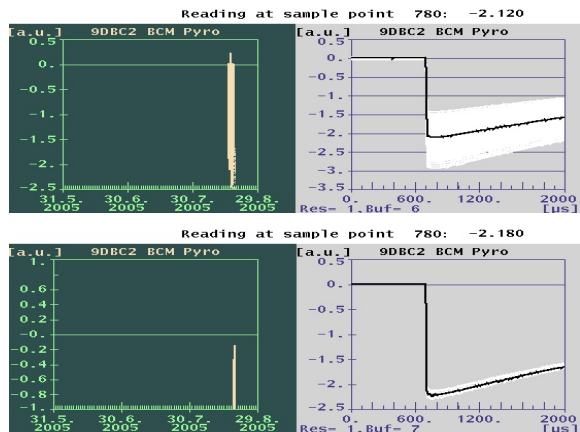 Reading at sample point 780: -2.120
[a.u.] 9DBC2 BCM Pyro
0.5
0.
-0.5
-1.
-1.5
-2.
-2.5
31.5. 30.6. 30.7. 29.8.
2005 2005 2005 2005
[a.u.] 9DBC2 BCM Pyro
0.5
0.
-0.5
-1.
-1.5
-2.
-2.5
-3.
-3.5
0. 600. 1200. 2000
Res= 1,Buf= 6 [µs]
Reading at sample point 780: -2.180
[a.u.] 9DBC2 BCM Pyro
1.
0.6
0.4
0.2
-0.
-0.2
-0.4
-0.6
-0.8
-1.
31.5. 30.6. 30.7. 29.8.
2005 2005 2005 2005
[a.u.] 9DBC2 BCM Pyro
0.5
0.
-0.5
-1.
-1.5
-2.
-2.5
0. 600. 1200. 2000
Res= 1,Buf= 7 [µs]